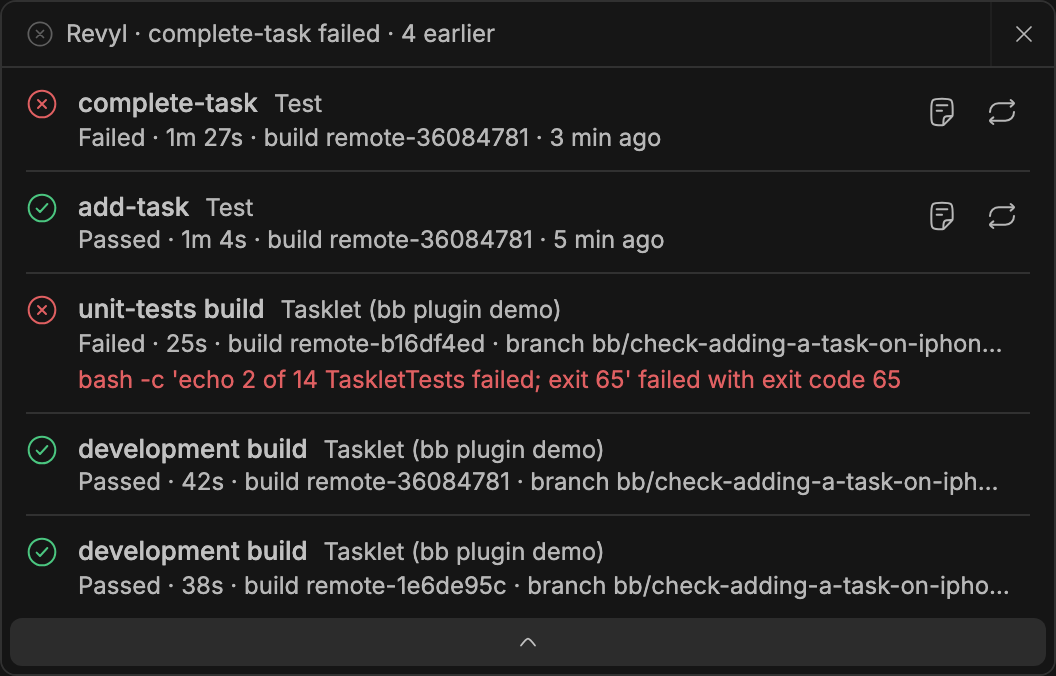 Revyl · complete-task failed · 4 earlier
complete-task Test
Failed · 1m 27s · build remote-36084781 · 3 min ago
add-task Test
Passed · 1m 4s · build remote-36084781 · 5 min ago
unit-tests build Tasklet (bb plugin demo)
Failed · 25s · build remote-b16df4ed · branch bb/check-adding-a-task-on-iphon...
bash -c 'echo 2 of 14 TaskletTests failed; exit 65' failed with exit code 65
development build Tasklet (bb plugin demo)
Passed · 42s · build remote-36084781 · branch bb/check-adding-a-task-on-iph...
development build Tasklet (bb plugin demo)
Passed · 38s · build remote-1e6de95c · branch bb/check-adding-a-task-on-ipho...